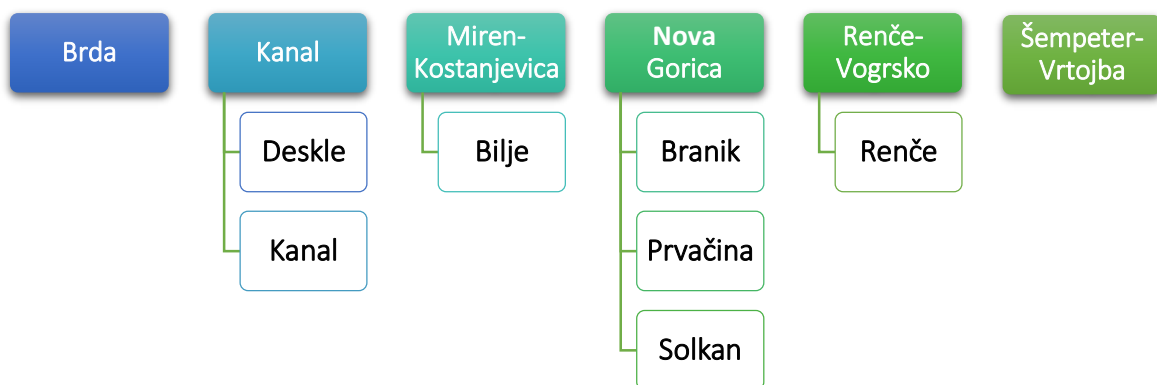 Brda
Kanal
Deskle
Kanal
Miren-
Kostanjevica
Bilje
Nova
Gorica
Branik
Prvačina
Solkan
Renče-
Vogrsko
Renče
Šempeter-
Vrtojba